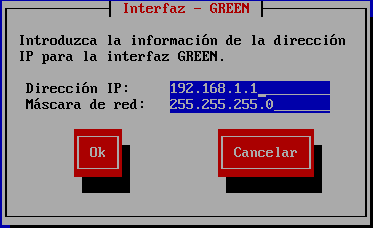 Interfaz - GREEN
Introduzca la información de la dirección
IP para la interfaz GREEN.
Dirección IP: 192.168.1.1
Máscara de red: 255.255.255.0
Ok Cancelar